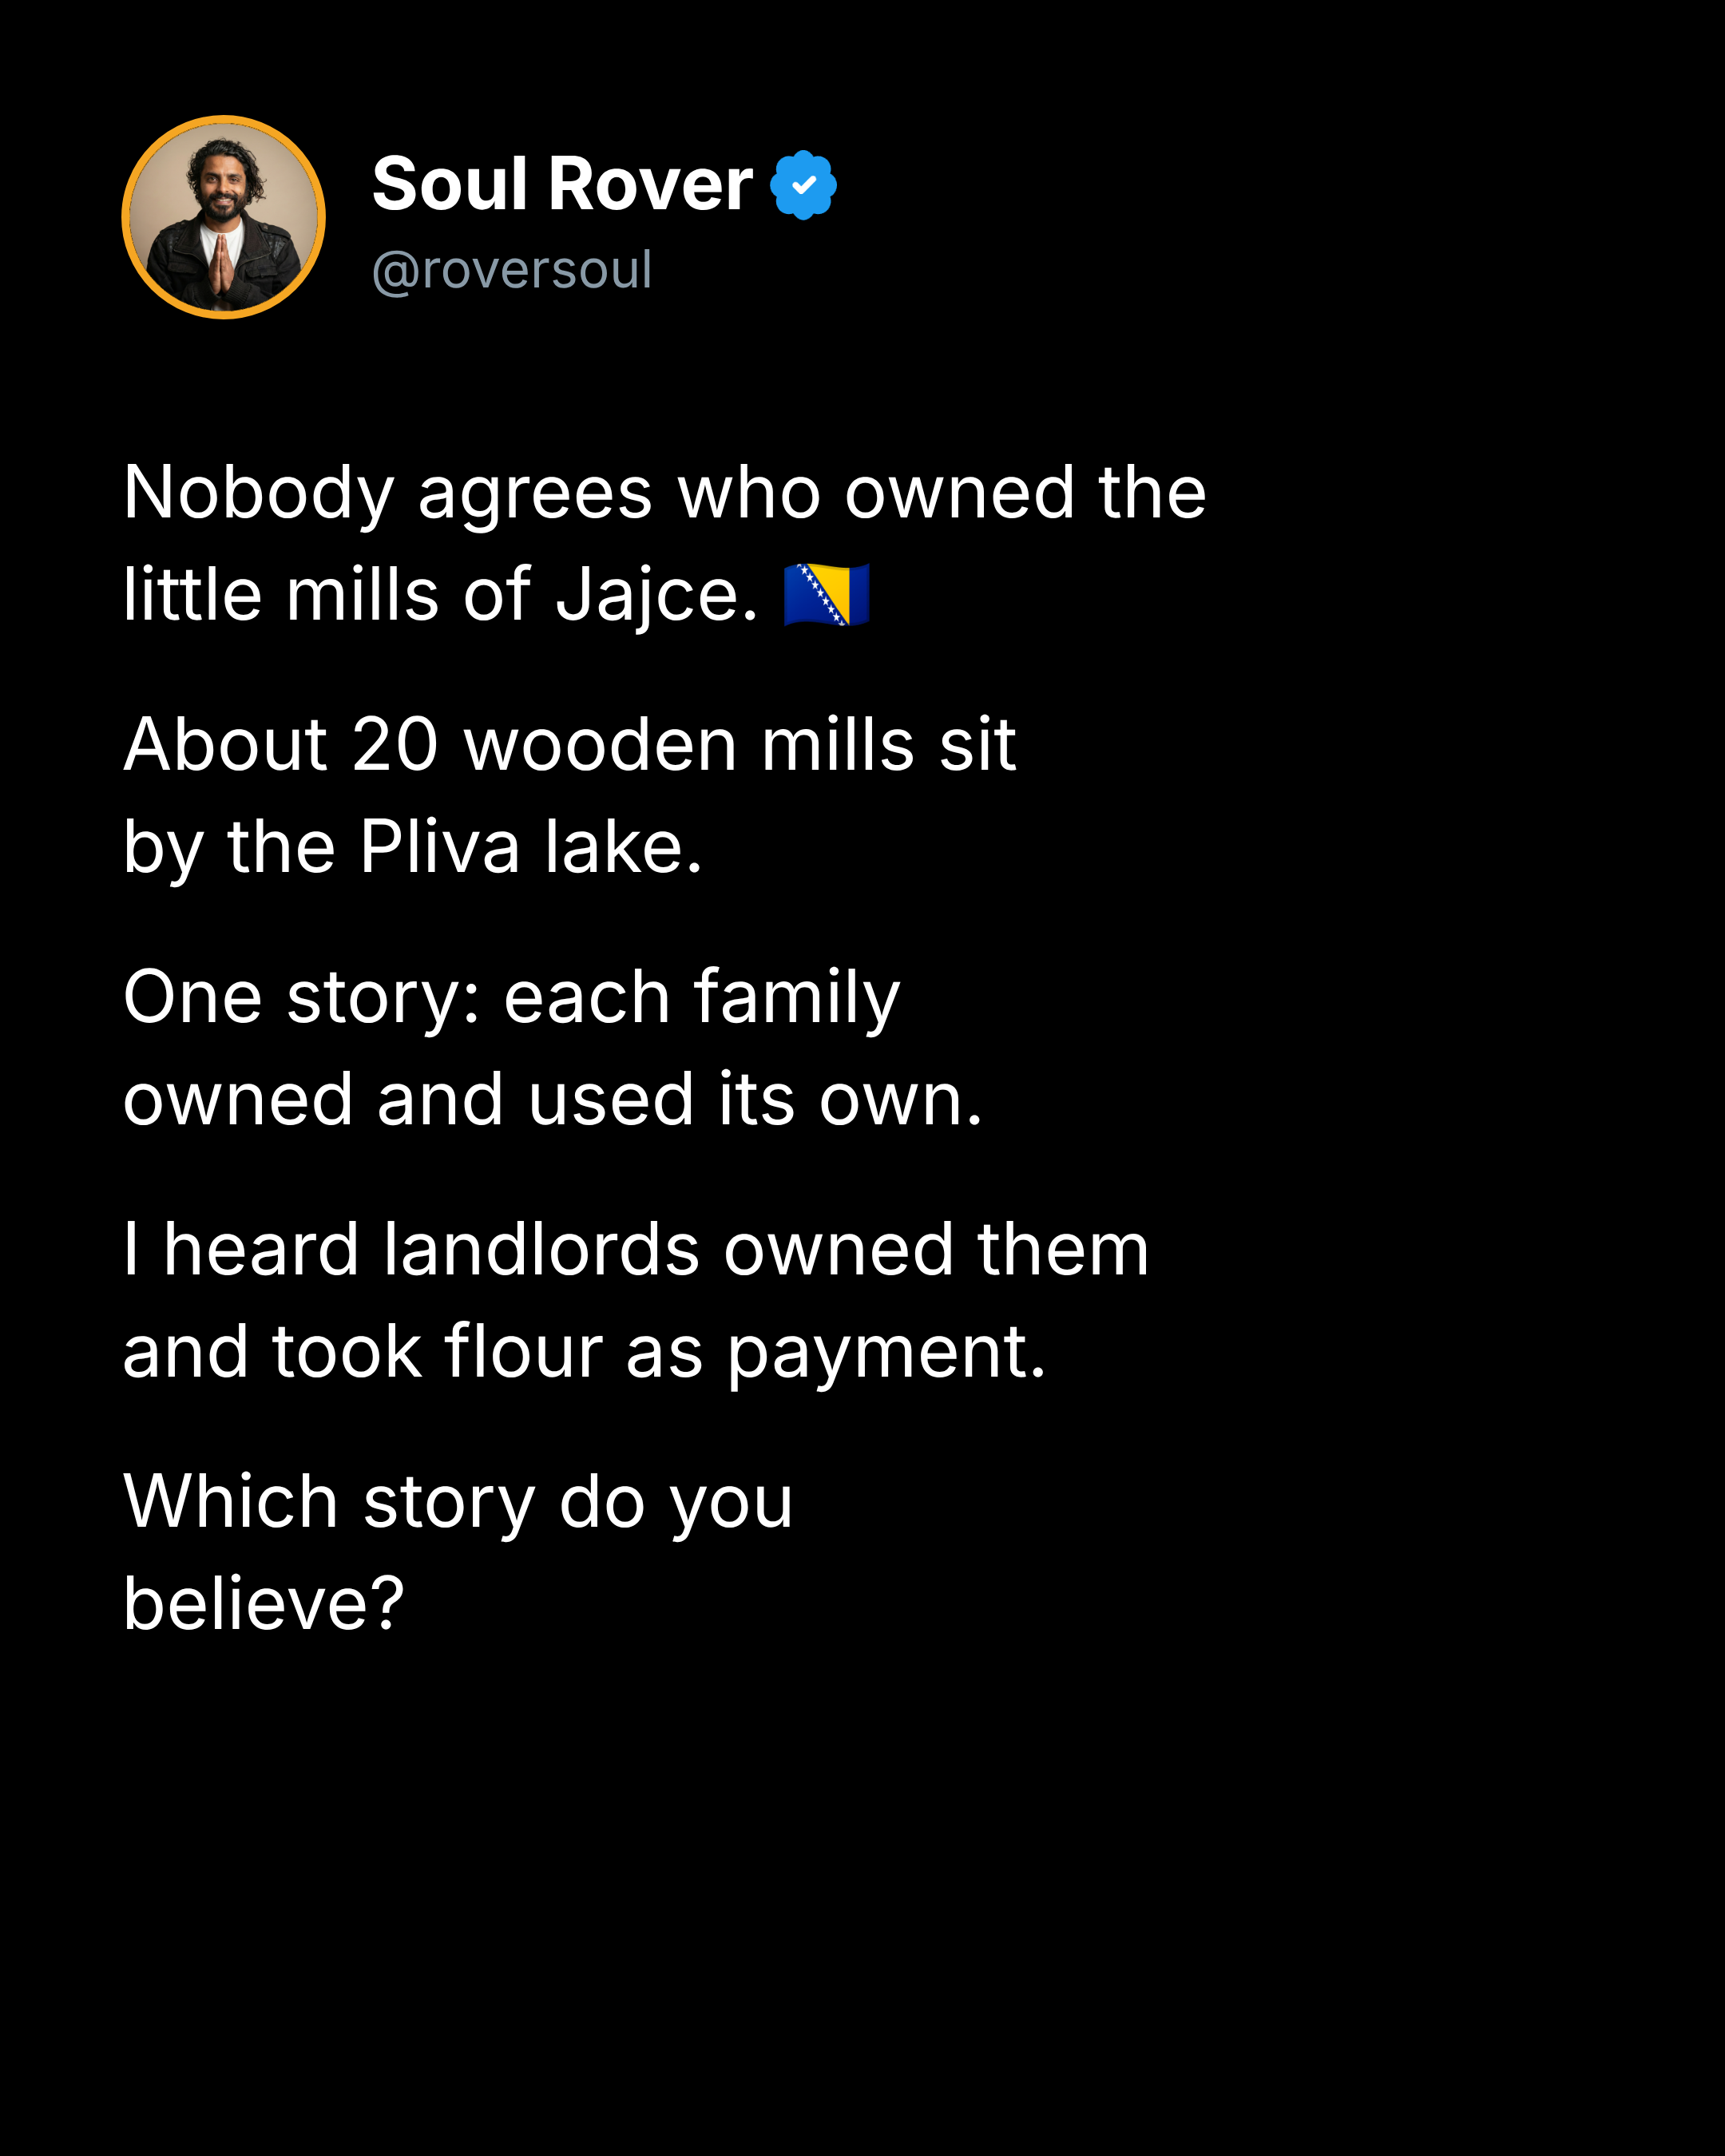 Soul Rover
@roversoul
Nobody agrees who owned the
little mills of Jajce. 🇧🇦
About 20 wooden mills sit
by the Pliva lake.
One story: each family
owned and used its own.
I heard landlords owned them
and took flour as payment.
Which story do you
believe?